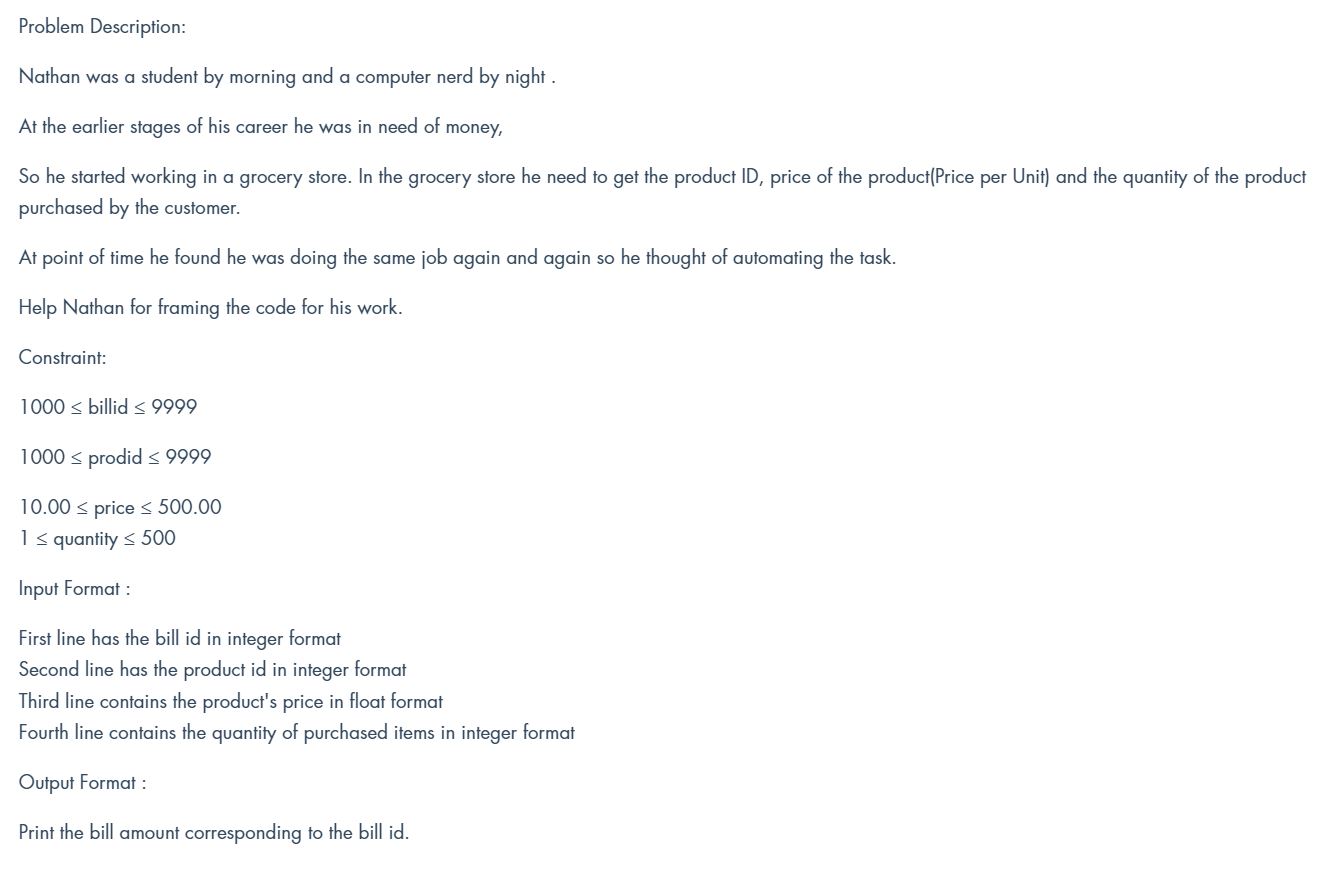 Problem Description:
Nathan was a student by morning and a computer nerd by night .
At the earlier stages of his career he was in need of money,
So he started working in a grocery store. In the grocery store he need to get the product ID, price of the product(Price per Unit) and the quantity of the product
purchased by the customer.
At point of time he found he was doing the same job again and again so he thought of automating the task.
Help Nathan for framing the code for his work.
Constraint:
1000 ≤ billid ≤ 9999
1000 ≤ prodid ≤ 9999
10.00 ≤ price ≤ 500.00
1 ≤ quantity ≤ 500
Input Format :
First line has the bill id in integer format
Second line has the product id in integer format
Third line contains the product's price in float format
Fourth line contains the quantity of purchased items in integer format
Output Format :
Print the bill amount corresponding to the bill id.